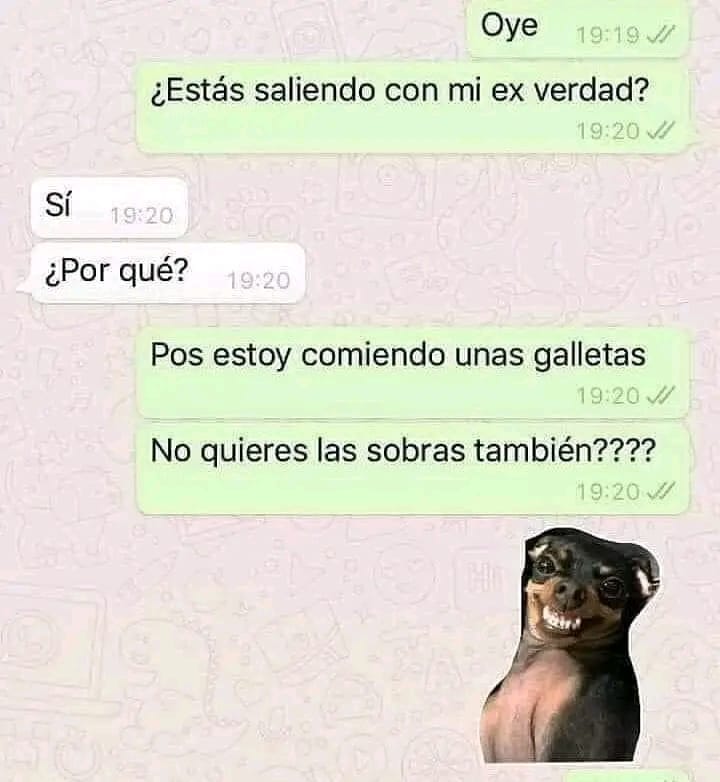 Oye 19:19
¿Estás saliendo con mi ex verdad?
19:20
Sí 19:20
¿Por qué? 19:20
Pos estoy comiendo unas galletas
19:20
No quieres las sobras también????
19:20